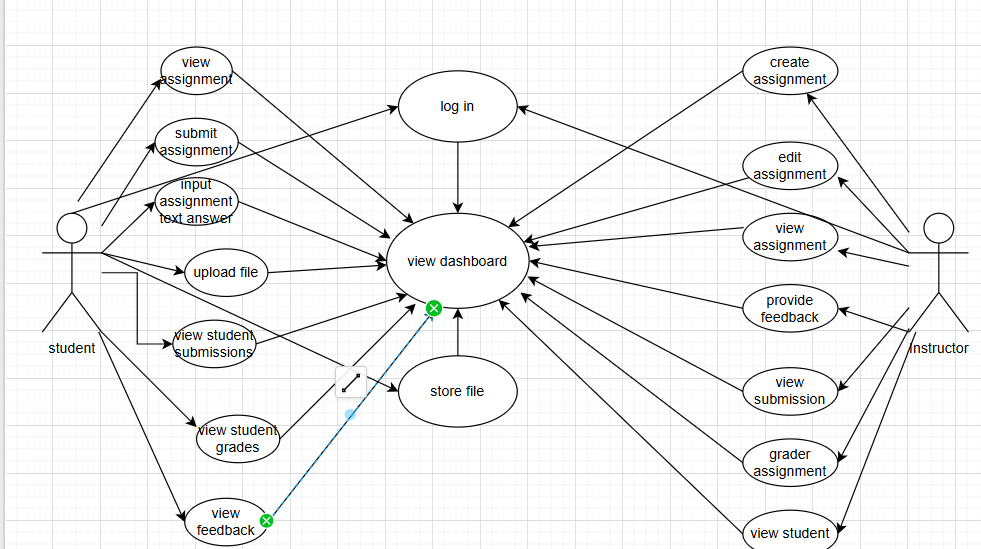 view
assignment
submit
assignment
input
assignment
text answer
upload file
view student
submissions
student
view student
grades
view
feedback
log in
view dashboard
store file
create
assignment
edit
assignment
view
assignment
provide
feedback
Instructor
view
submission
grader
assignment
view student